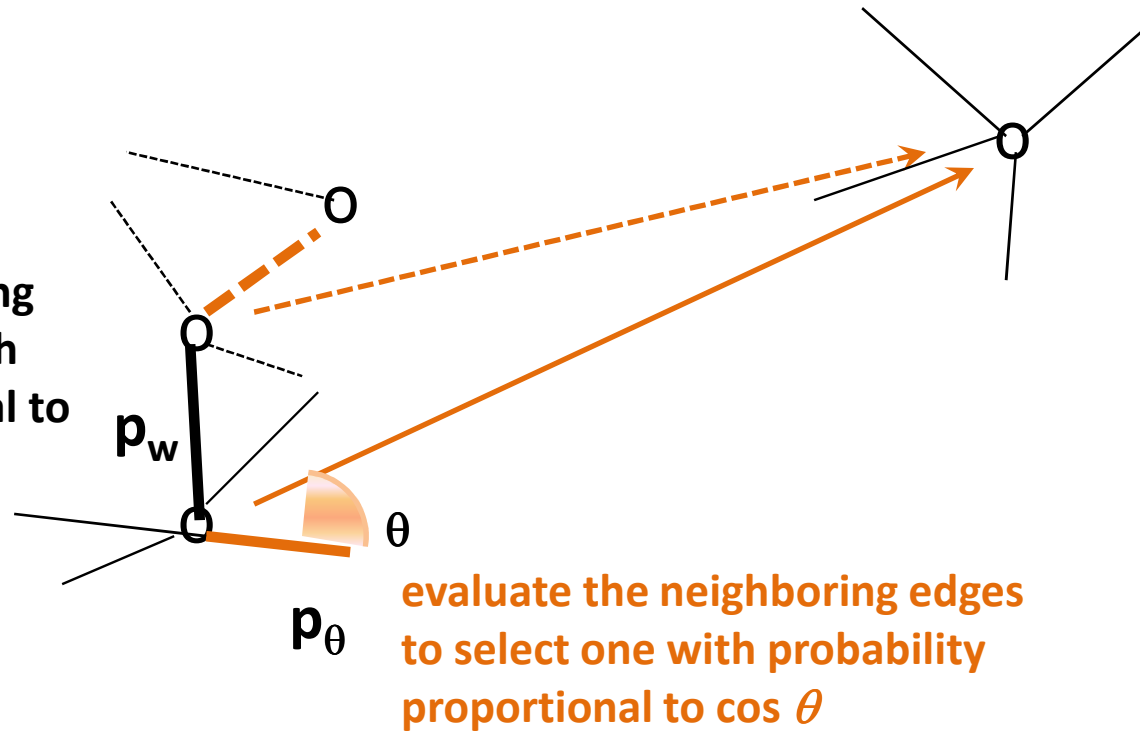 O
O
ng
O
h
al to
p_w
O
θ
p_θ
evaluate the neighboring edges
to select one with probability
proportional to cos θ